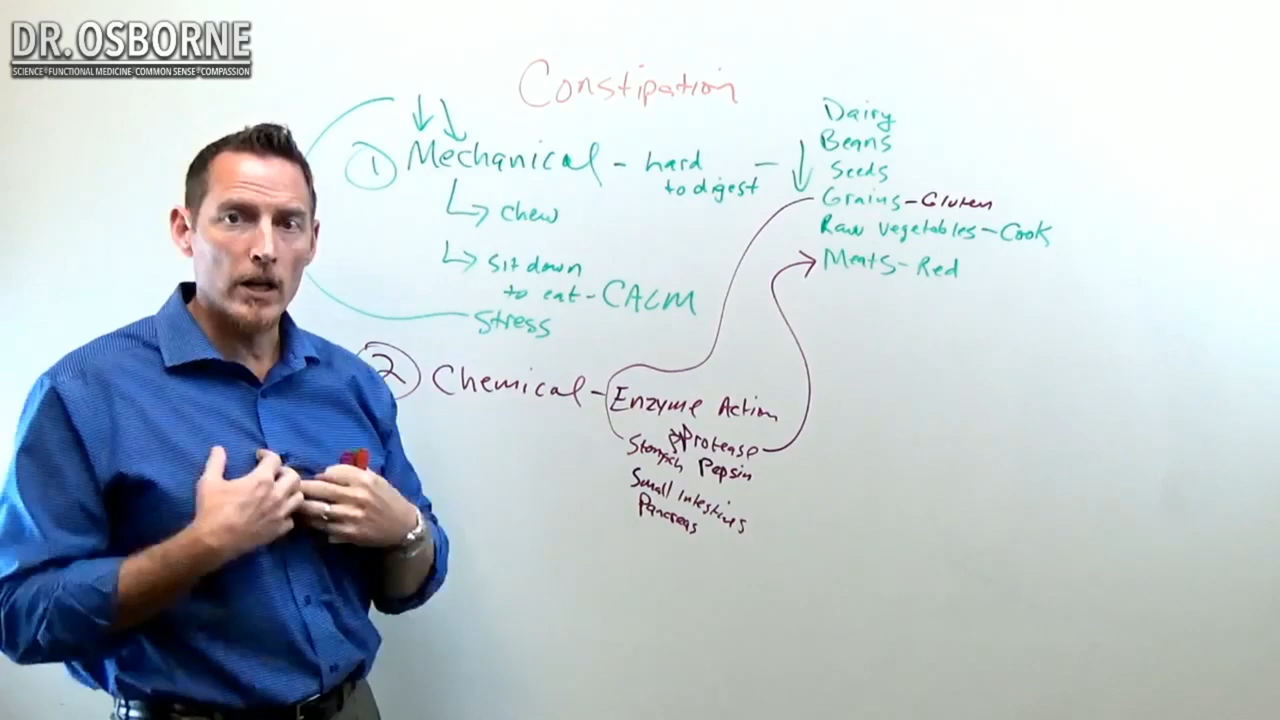 DR. OSBORNE
SCIENCE · FUNCTIONAL MEDICINE · COMMON SENSE · COMPASSION
Constipation
① Mechanical - hard to digest -
Dairy
Beans
Seeds
Grains - Gluten
Raw vegetables - Cook
Meats - Red
chew
sit down
to eat - CALM
Stress
② Chemical - Enzyme Action
Protease
Stomach Pepsin
Small Intestines
Pancreas